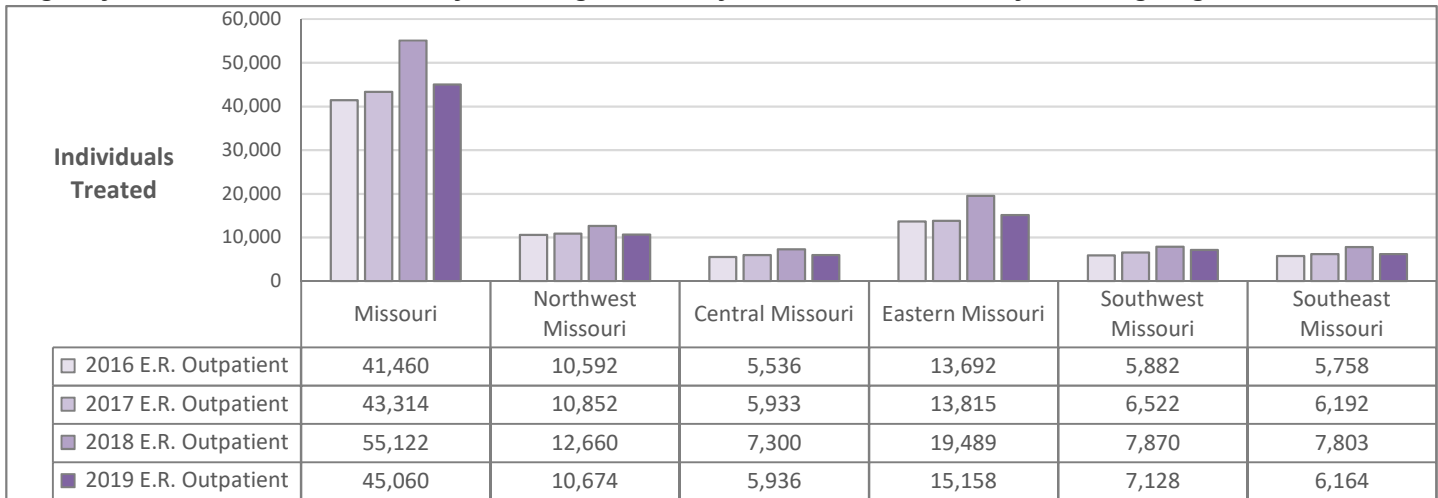 60,000
50,000
40,000
30,000
20,000
10,000
0
Individuals
Treated
Missouri
Northwest
Missouri
Central Missouri
Eastern Missouri
Southwest
Missouri
Southeast
Missouri
2016 E.R. Outpatient 41,460 10,592 5,536 13,692 5,882 5,758
2017 E.R. Outpatient 43,314 10,852 5,933 13,815 6,522 6,192
2018 E.R. Outpatient 55,122 12,660 7,300 19,489 7,870 7,803
2019 E.R. Outpatient 45,060 10,674 5,936 15,158 7,128 6,164